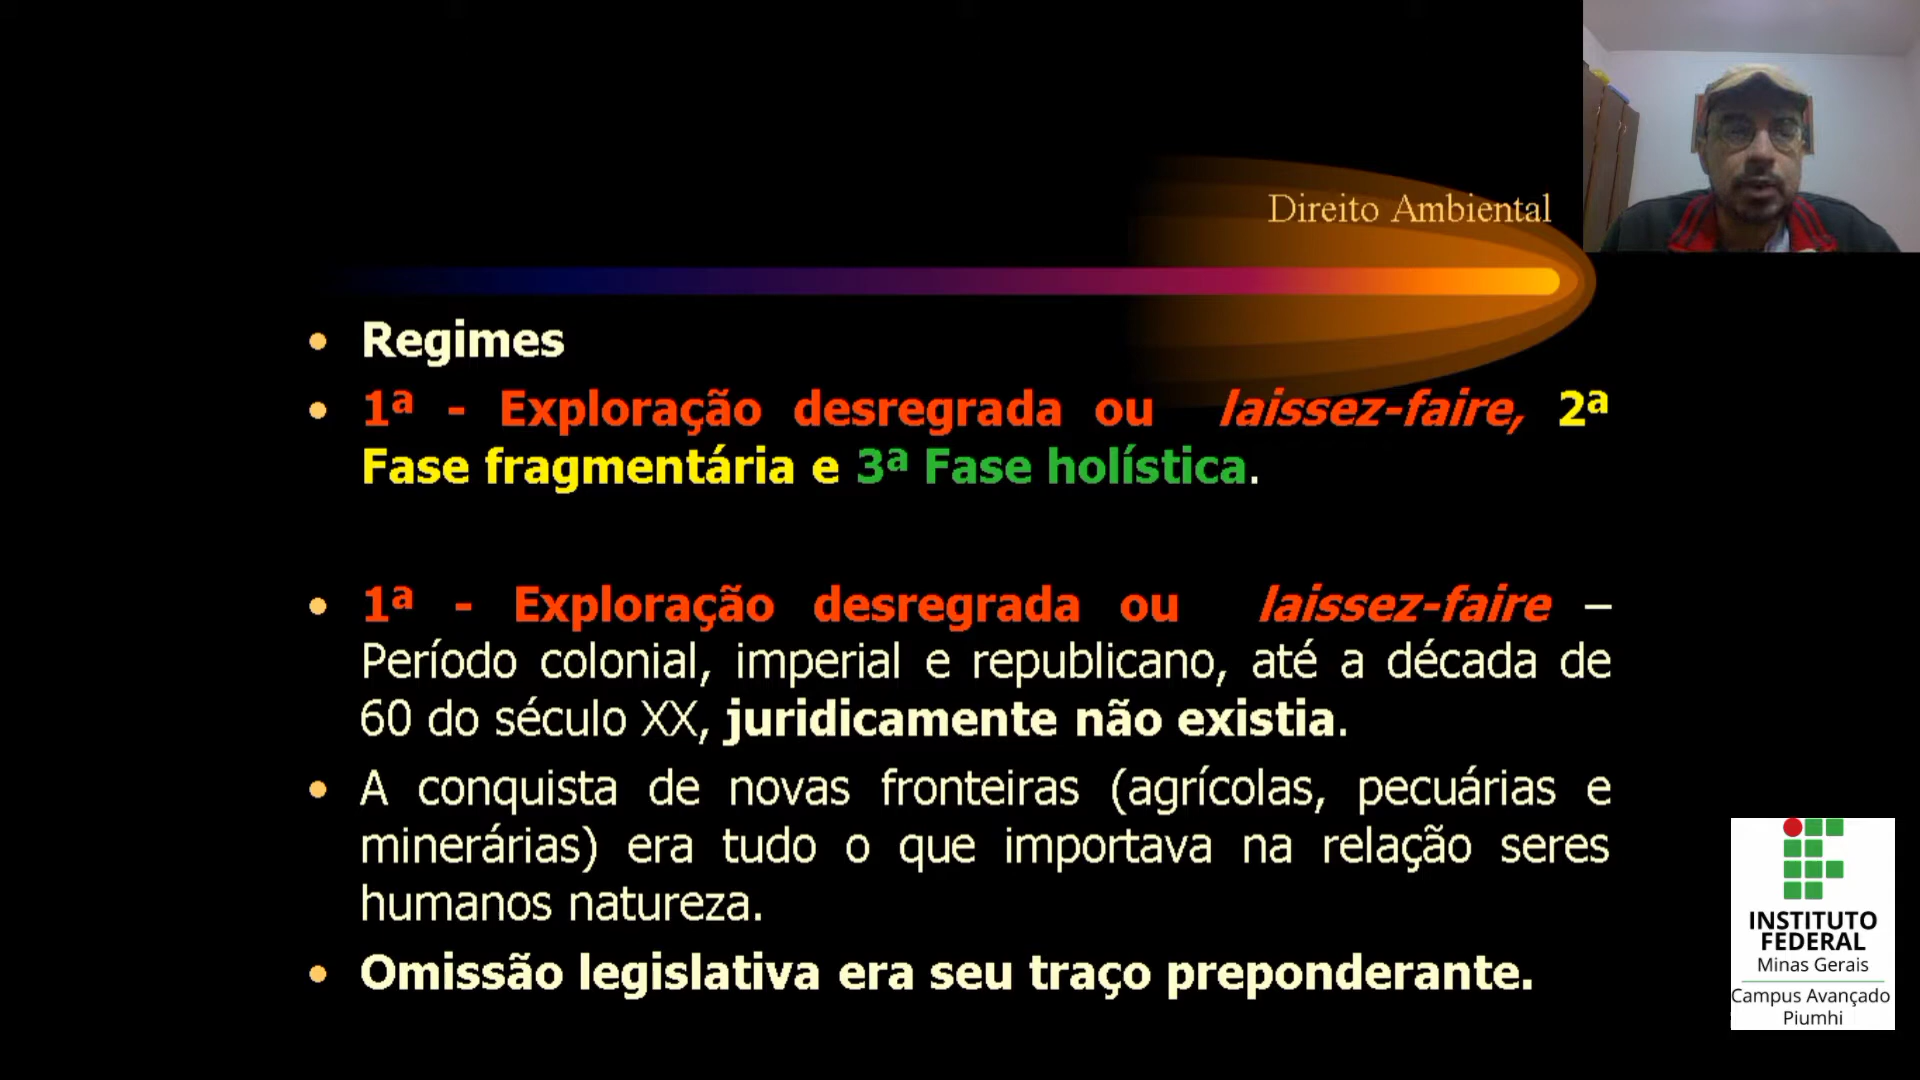 Direito Ambiental
• Regimes
• 1ª - Exploração desregrada ou laissez-faire, 2ª
Fase fragmentária e 3ª Fase holística.
• 1ª - Exploração desregrada ou laissez-faire –
Período colonial, imperial e republicano, até a década de
60 do século XX, juridicamente não existia.
• A conquista de novas fronteiras (agrícolas, pecuárias e
minerárias) era tudo o que importava na relação seres
humanos natureza.
• Omissão legislativa era seu traço preponderante.
INSTITUTO
FEDERAL
Minas Gerais
Campus Avançado
Piumhi